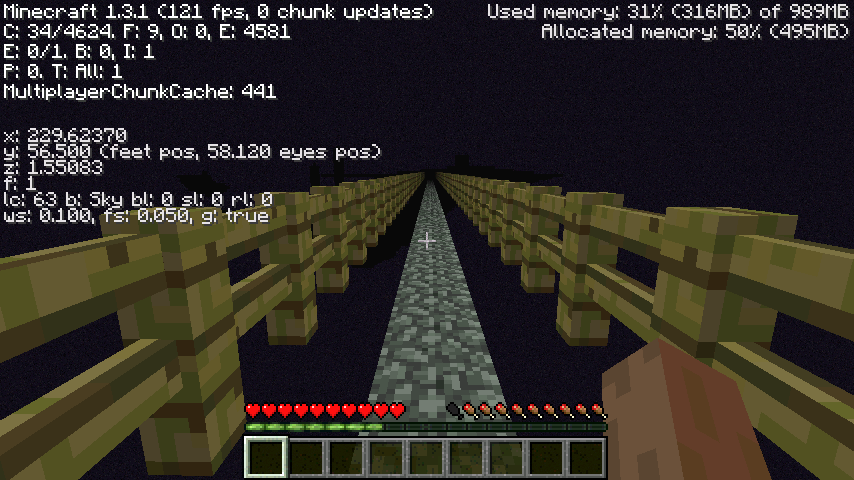 Minecraft 1.3.1 (121 fps, 0 chunk updates)
C: 34/4624. F: 9, O: 0, E: 4581
E: 0/1. B: 0, I: 1
P: 0. T: All: 1
MultiplayerChunkCache: 441
x: 229.62370
y: 56.500 (feet pos, 58.120 eyes pos)
z: 1.55083
f: 1
lc: 63 b: Sky bl: 0 sl: 0 rl: 0
ws: 0.100, fs: 0.050, g: true
Used memory: 31% (316MB) of 989MB
Allocated memory: 50% (495MB)